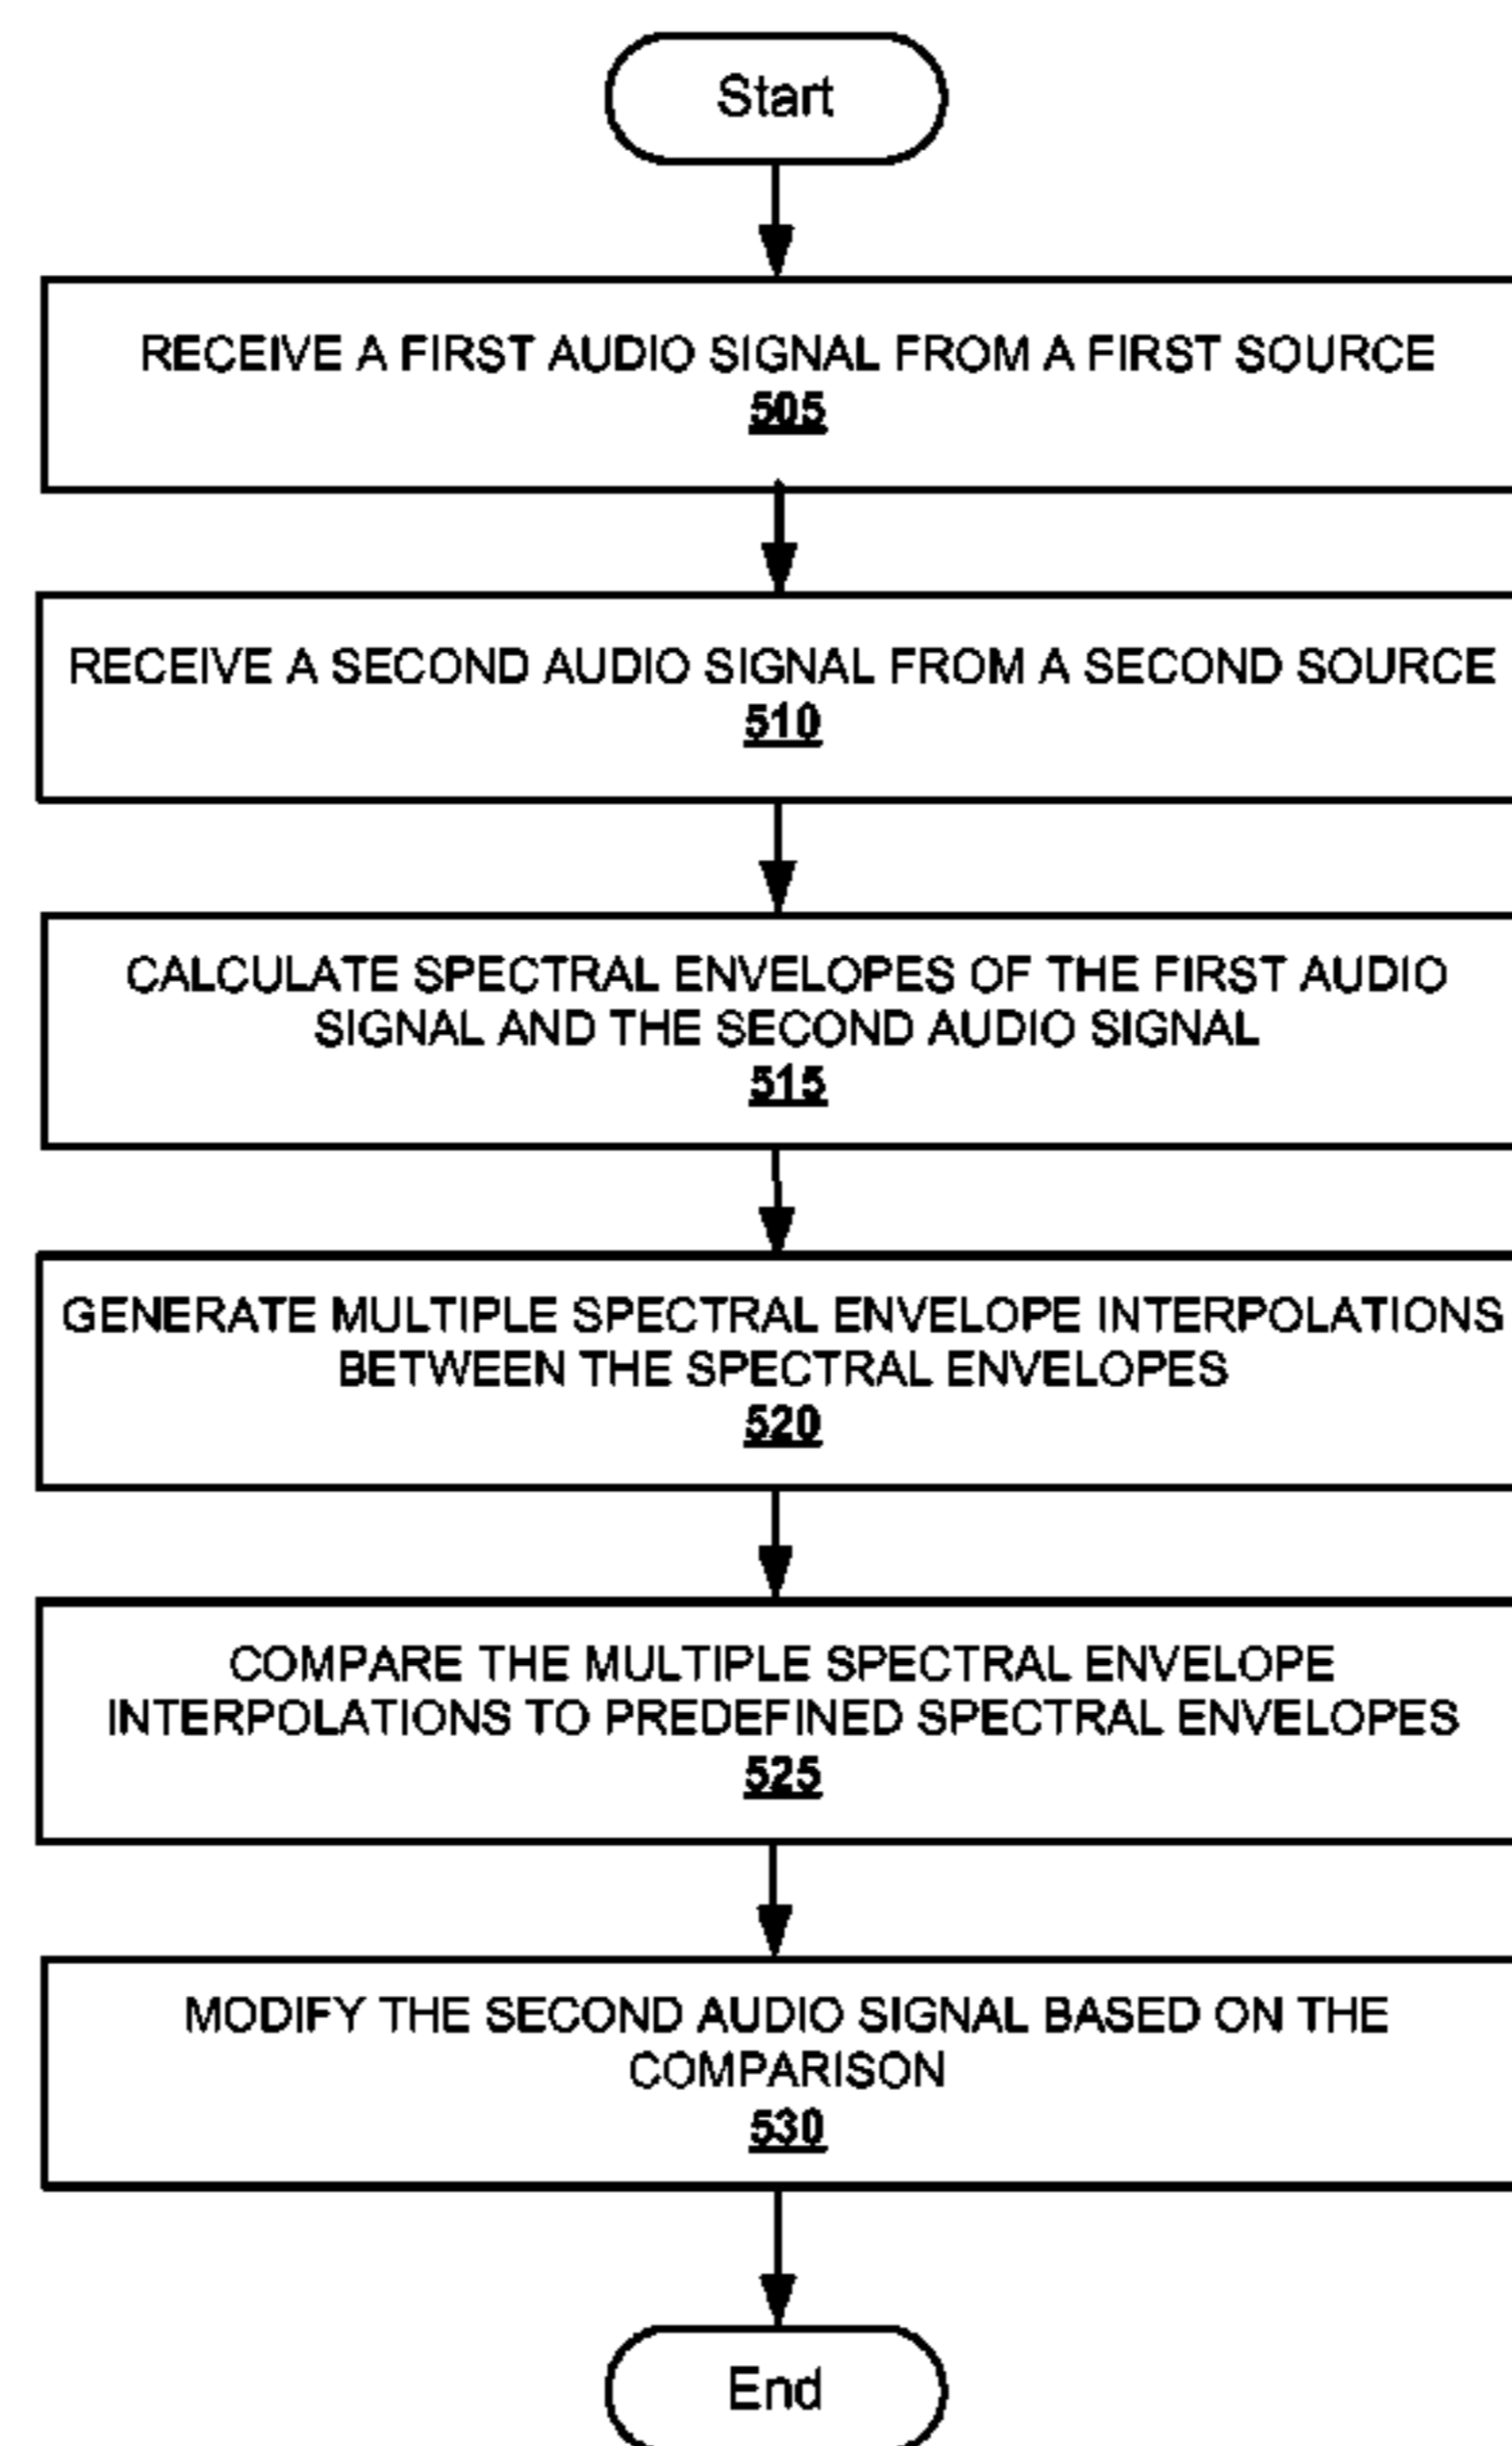 Start
RECEIVE A FIRST AUDIO SIGNAL FROM A FIRST SOURCE
505
RECEIVE A SECOND AUDIO SIGNAL FROM A SECOND SOURCE
510
CALCULATE SPECTRAL ENVELOPES OF THE FIRST AUDIO
SIGNAL AND THE SECOND AUDIO SIGNAL
515
GENERATE MULTIPLE SPECTRAL ENVELOPE INTERPOLATIONS
BETWEEN THE SPECTRAL ENVELOPES
520
COMPARE THE MULTIPLE SPECTRAL ENVELOPE
INTERPOLATIONS TO PREDEFINED SPECTRAL ENVELOPES
525
MODIFY THE SECOND AUDIO SIGNAL BASED ON THE
COMPARISON
530
End